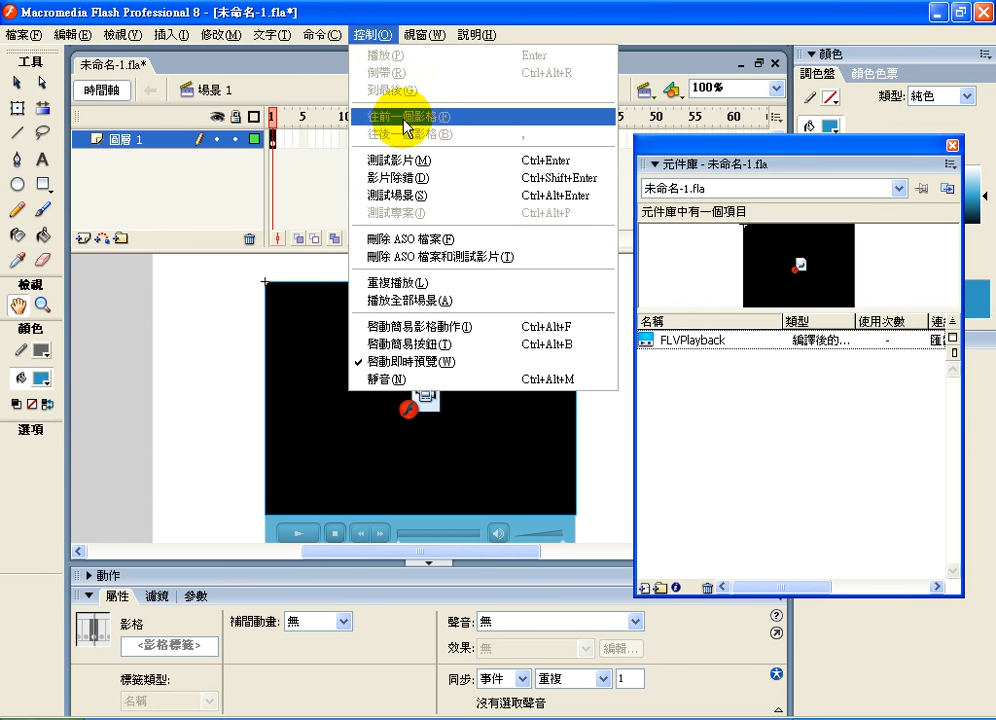 Macromedia Flash Professional 8 - [未命名-1.fla*]
檔案(F) 編輯(E) 檢視(V) 插入(I) 修改(M) 文字(T) 命令(C) 控制(O) 視窗(W) 說明(H)
工具
檢視
顏色
選項
未命名-1.fla*
時間軸
場景 1
100%
1 5 10
50 55 60
圖層 1
播放(P) Enter
倒帶(R) Ctrl+Alt+R
到最後(G)
往前一個影格(F)
往後一個影格(B) ,
測試影片(M) Ctrl+Enter
影片除錯(D) Ctrl+Shift+Enter
測試場景(S) Ctrl+Alt+Enter
測試專案(J) Ctrl+Alt+P
刪除 ASO 檔案(F)
刪除 ASO 檔案和測試影片(T)
重複播放(L)
播放全部場景(A)
啟動簡易影格動作(I) Ctrl+Alt+F
啟動簡易按鈕(T) Ctrl+Alt+B
啟動即時預覽(W)
靜音(N) Ctrl+Alt+M
顏色
調色盤 顏色色票
類型: 純色
元件庫 - 未命名-1.fla
未命名-1.fla
元件庫中有一個項目
名稱 類型 使用次數
FLVPlayback 編譯後的... - 匯
動作
屬性 濾鏡 參數
影格
<影格標籤>
標籤類型:
名稱
補間動畫: 無
聲音: 無
效果: 無 編輯...
同步: 事件 重複 1
沒有選取聲音